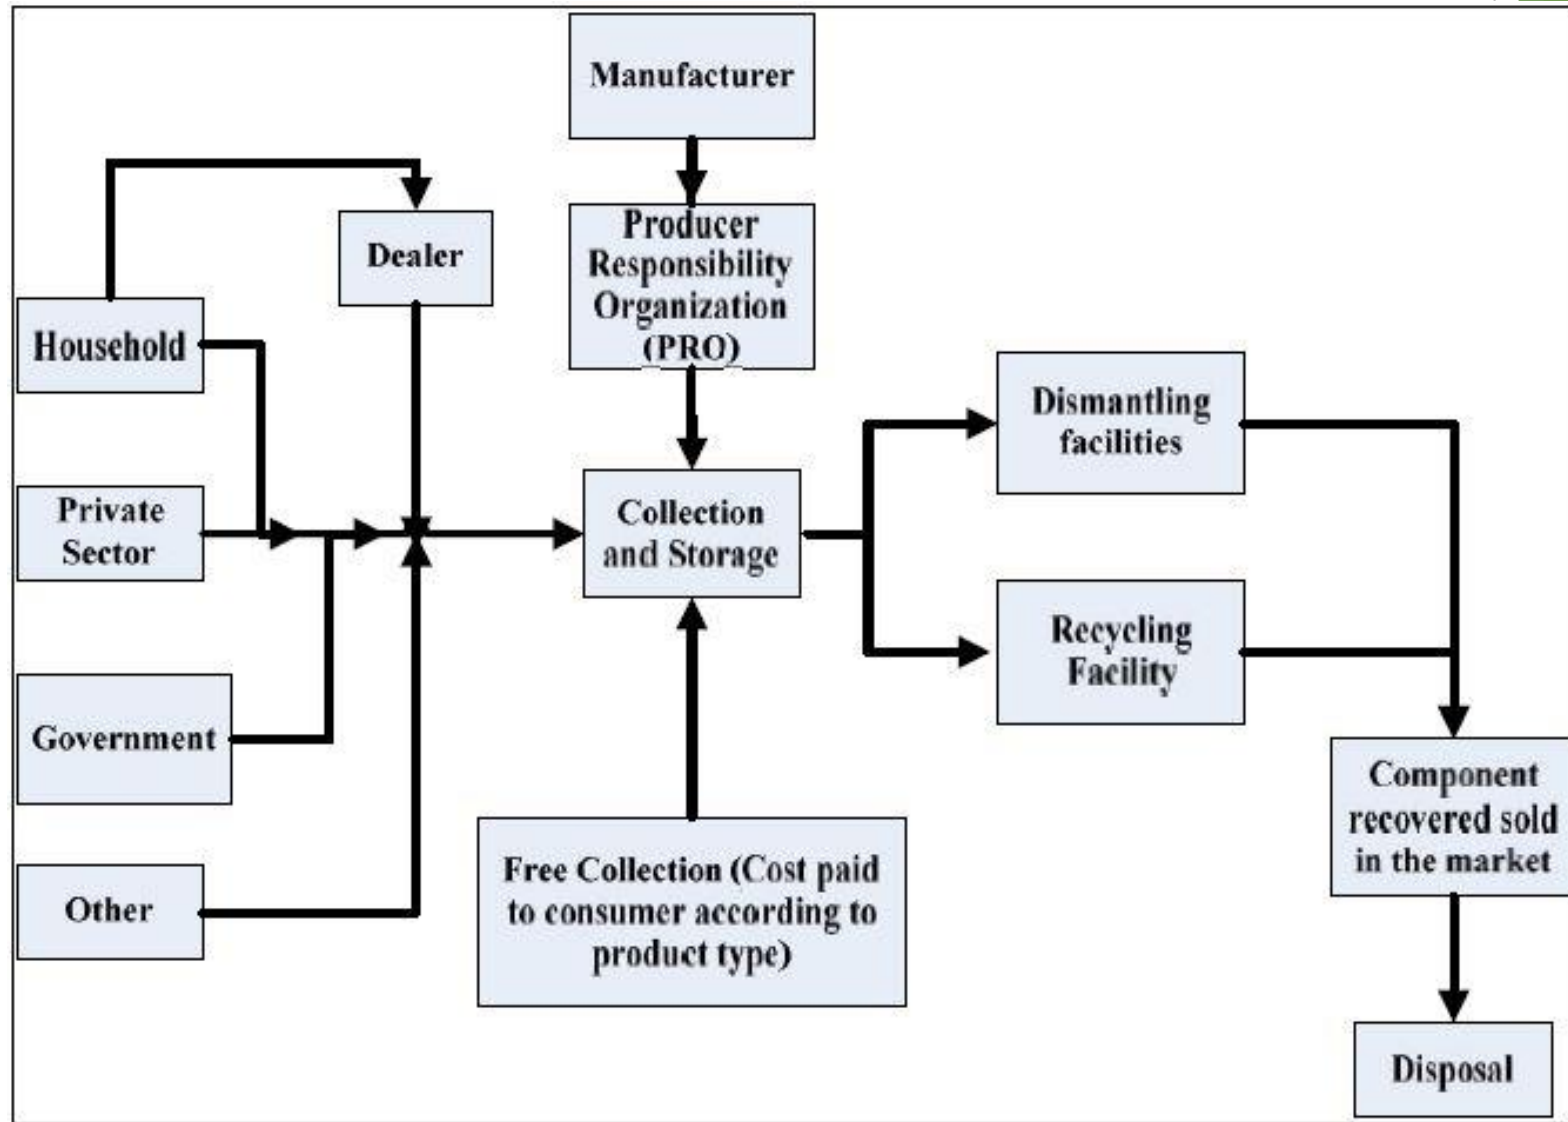 Manufacturer
Producer
Responsibility
Organization
(PRO)
Dealer
Household
Private
Sector
Government
Other
Collection
and Storage
Free Collection (Cost paid
to consumer according to
product type)
Dismantling
facilities
Recycling
Facility
Component
recovered sold
in the market
Disposal